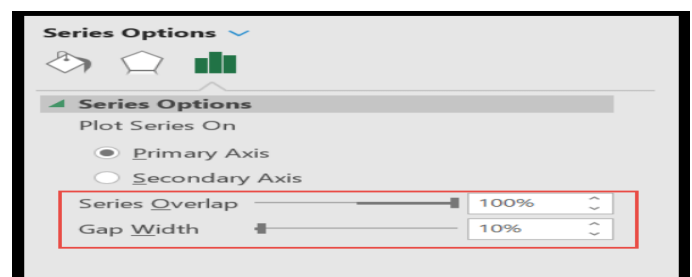 Series Options
Series Options
Plot Series On
Primary Axis
Secondary Axis
Series Overlap 100%
Gap Width 10%